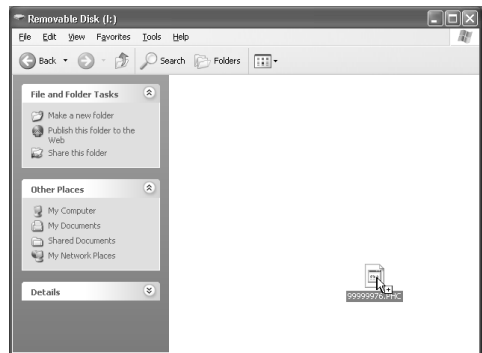 Removable Disk (I:)
File Edit View Favorites Tools Help
Back Search Folders
File and Folder Tasks
Make a new folder
Publish this folder to the
Web
Share this folder
Other Places
My Computer
My Documents
Shared Documents
My Network Places
Details
99999976.PHC